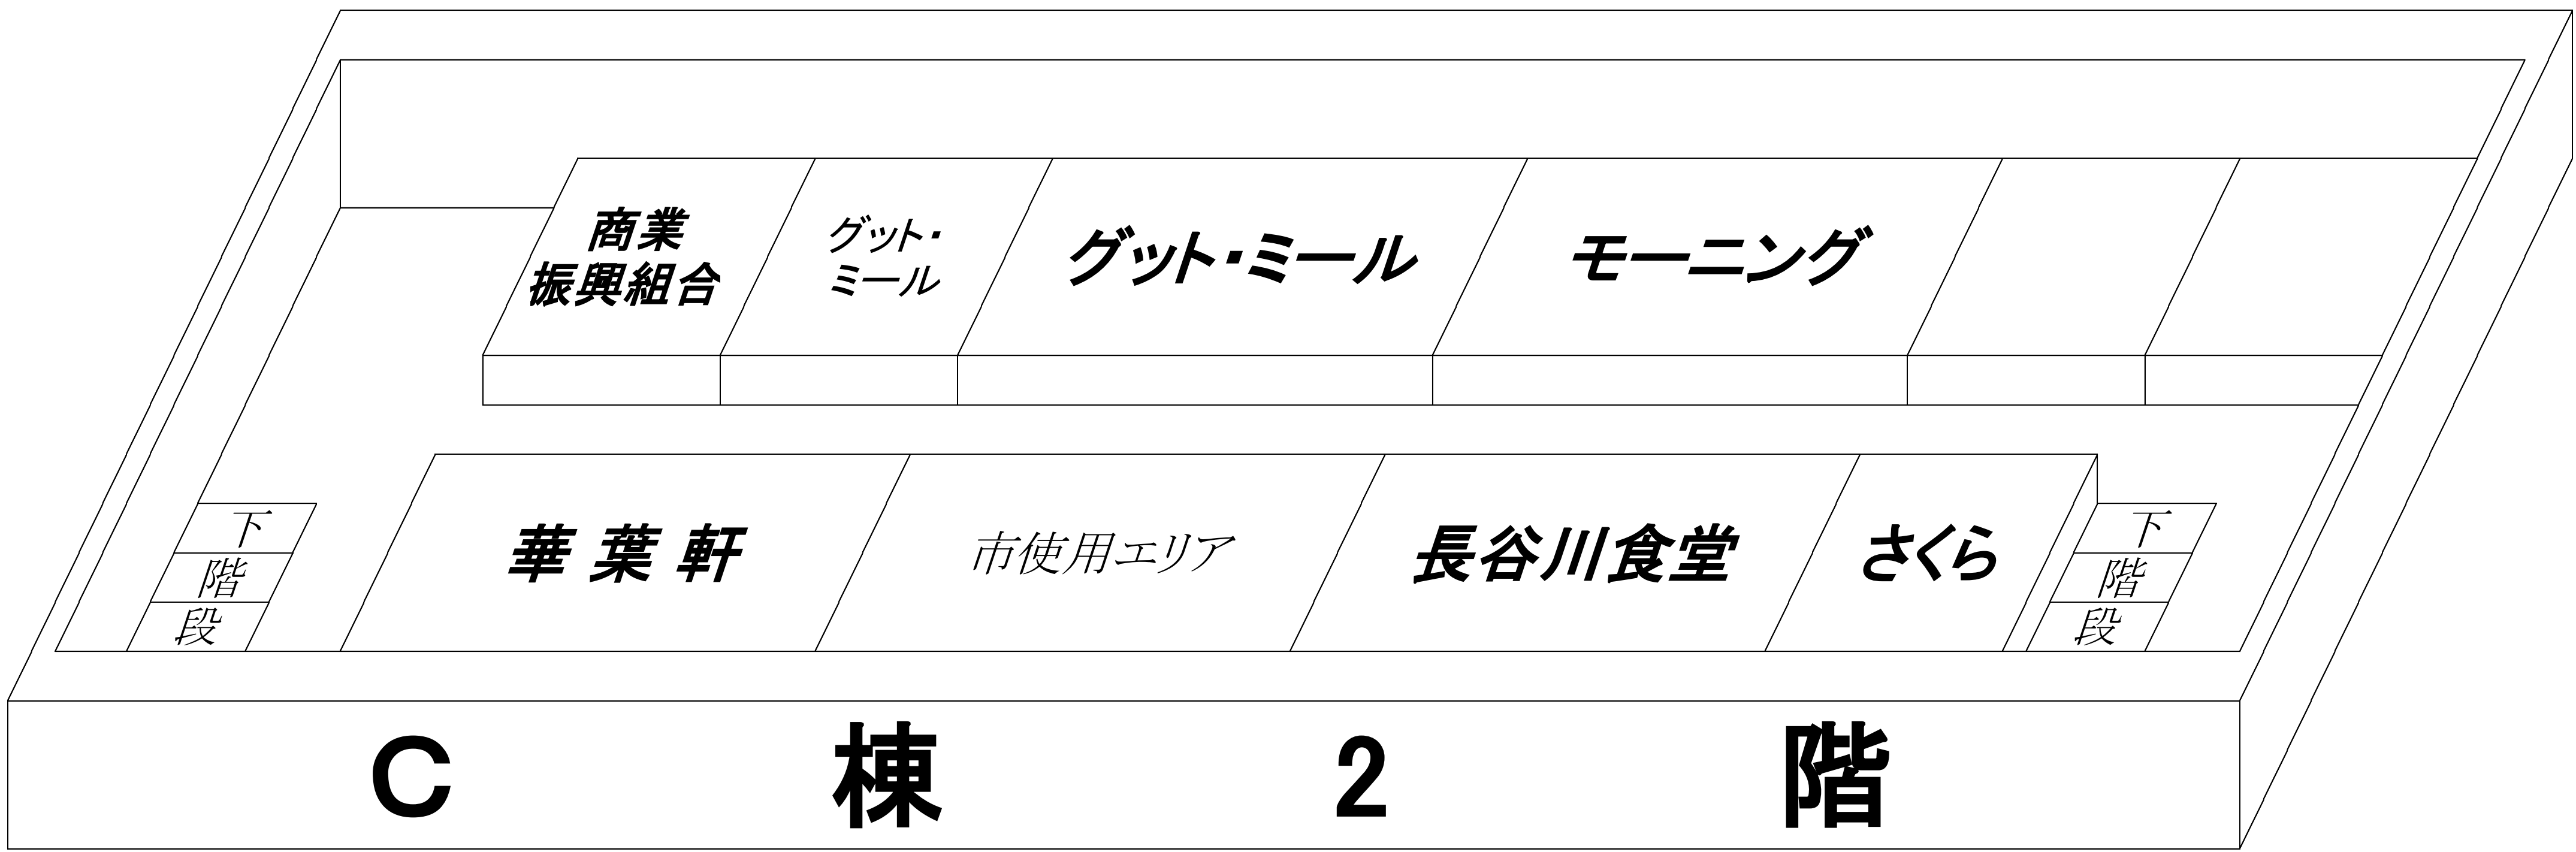 商業
振興組合
グット・
ミール
グット・ミール
モーニング
下
階
段
華葉軒
市使用エリア
長谷川食堂
さくら
下
階
段
C棟2階